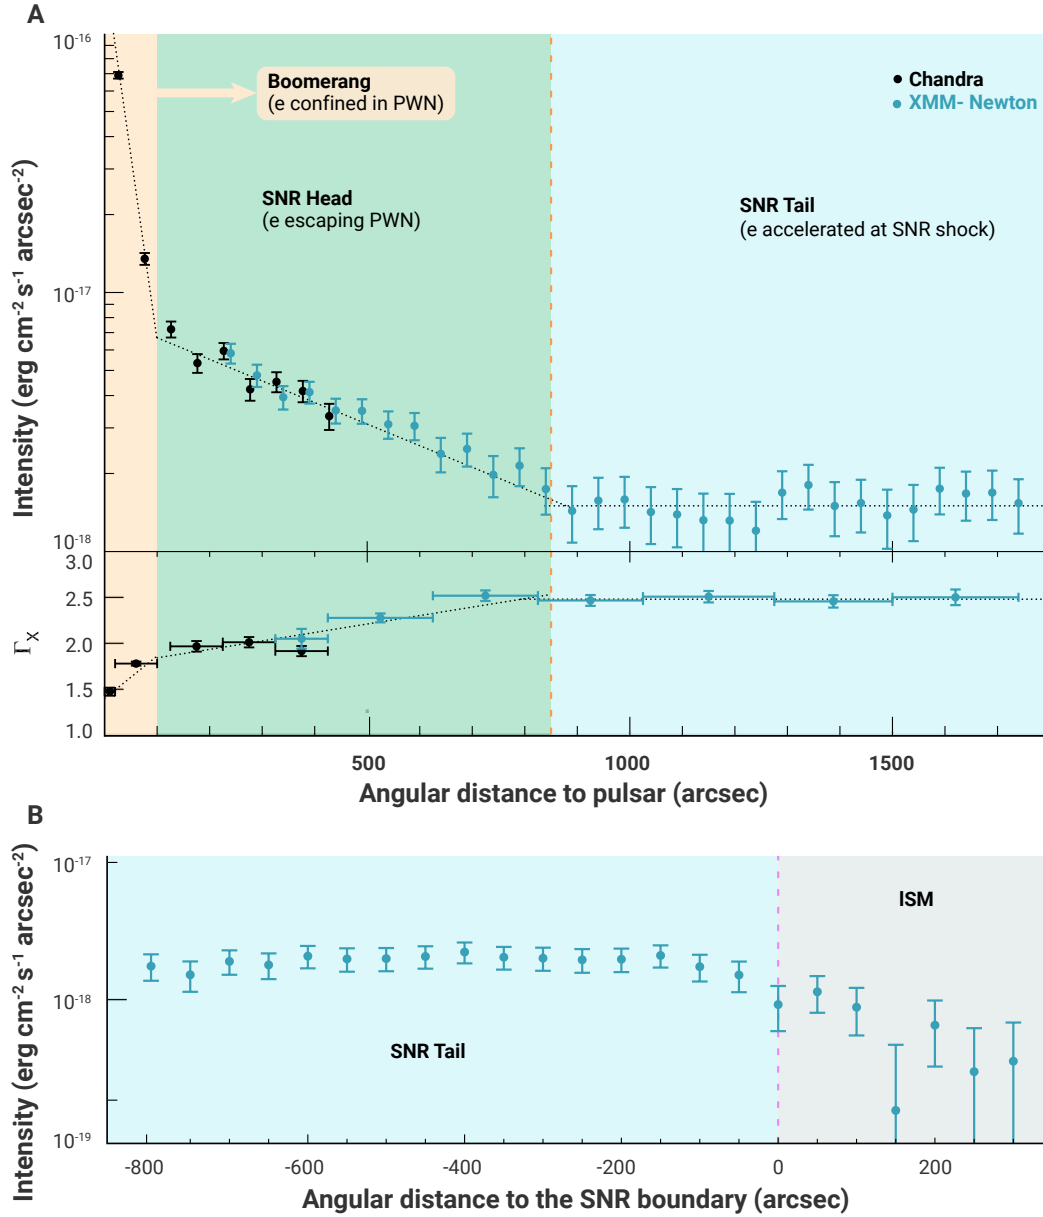 A
Intensity (erg cm⁻² s⁻¹ arcsec⁻²)
10⁻¹⁶
10⁻¹⁷
10⁻¹⁸
Boomerang
(e confined in PWN)
Chandra
XMM- Newton
SNR Head
(e escaping PWN)
SNR Tail
(e accelerated at SNR shock)
Γ_X
3.0
2.5
2.0
1.5
1.0
500 1000 1500
Angular distance to pulsar (arcsec)
B
Intensity (erg cm⁻² s⁻¹ arcsec⁻²)
10⁻¹⁷
10⁻¹⁸
10⁻¹⁹
ISM
SNR Tail
-800 -600 -400 -200 0 200
Angular distance to the SNR boundary (arcsec)